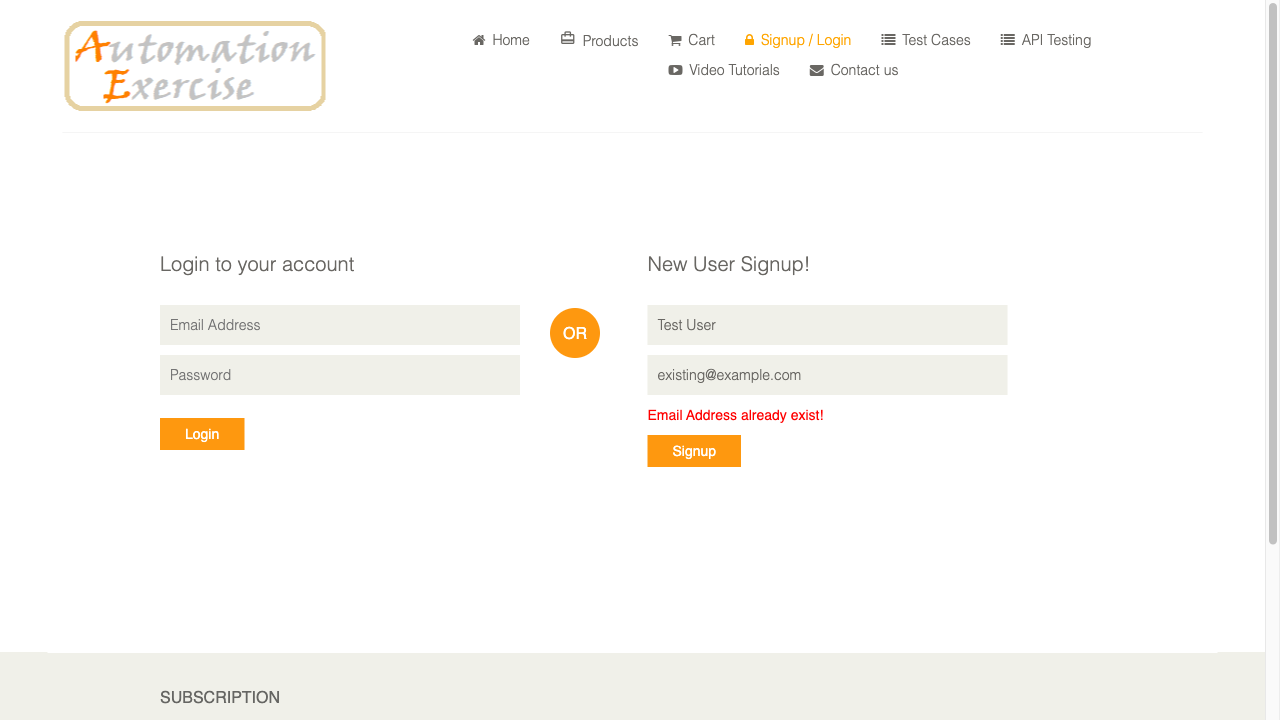 Automation
Exercise
Home
Products
Cart
Signup / Login
Test Cases
API Testing
Video Tutorials
Contact us
Login to your account
Email Address
Password
Login
OR
New User Signup!
Test User
existing@example.com
Email Address already exist!
Signup
SUBSCRIPTION